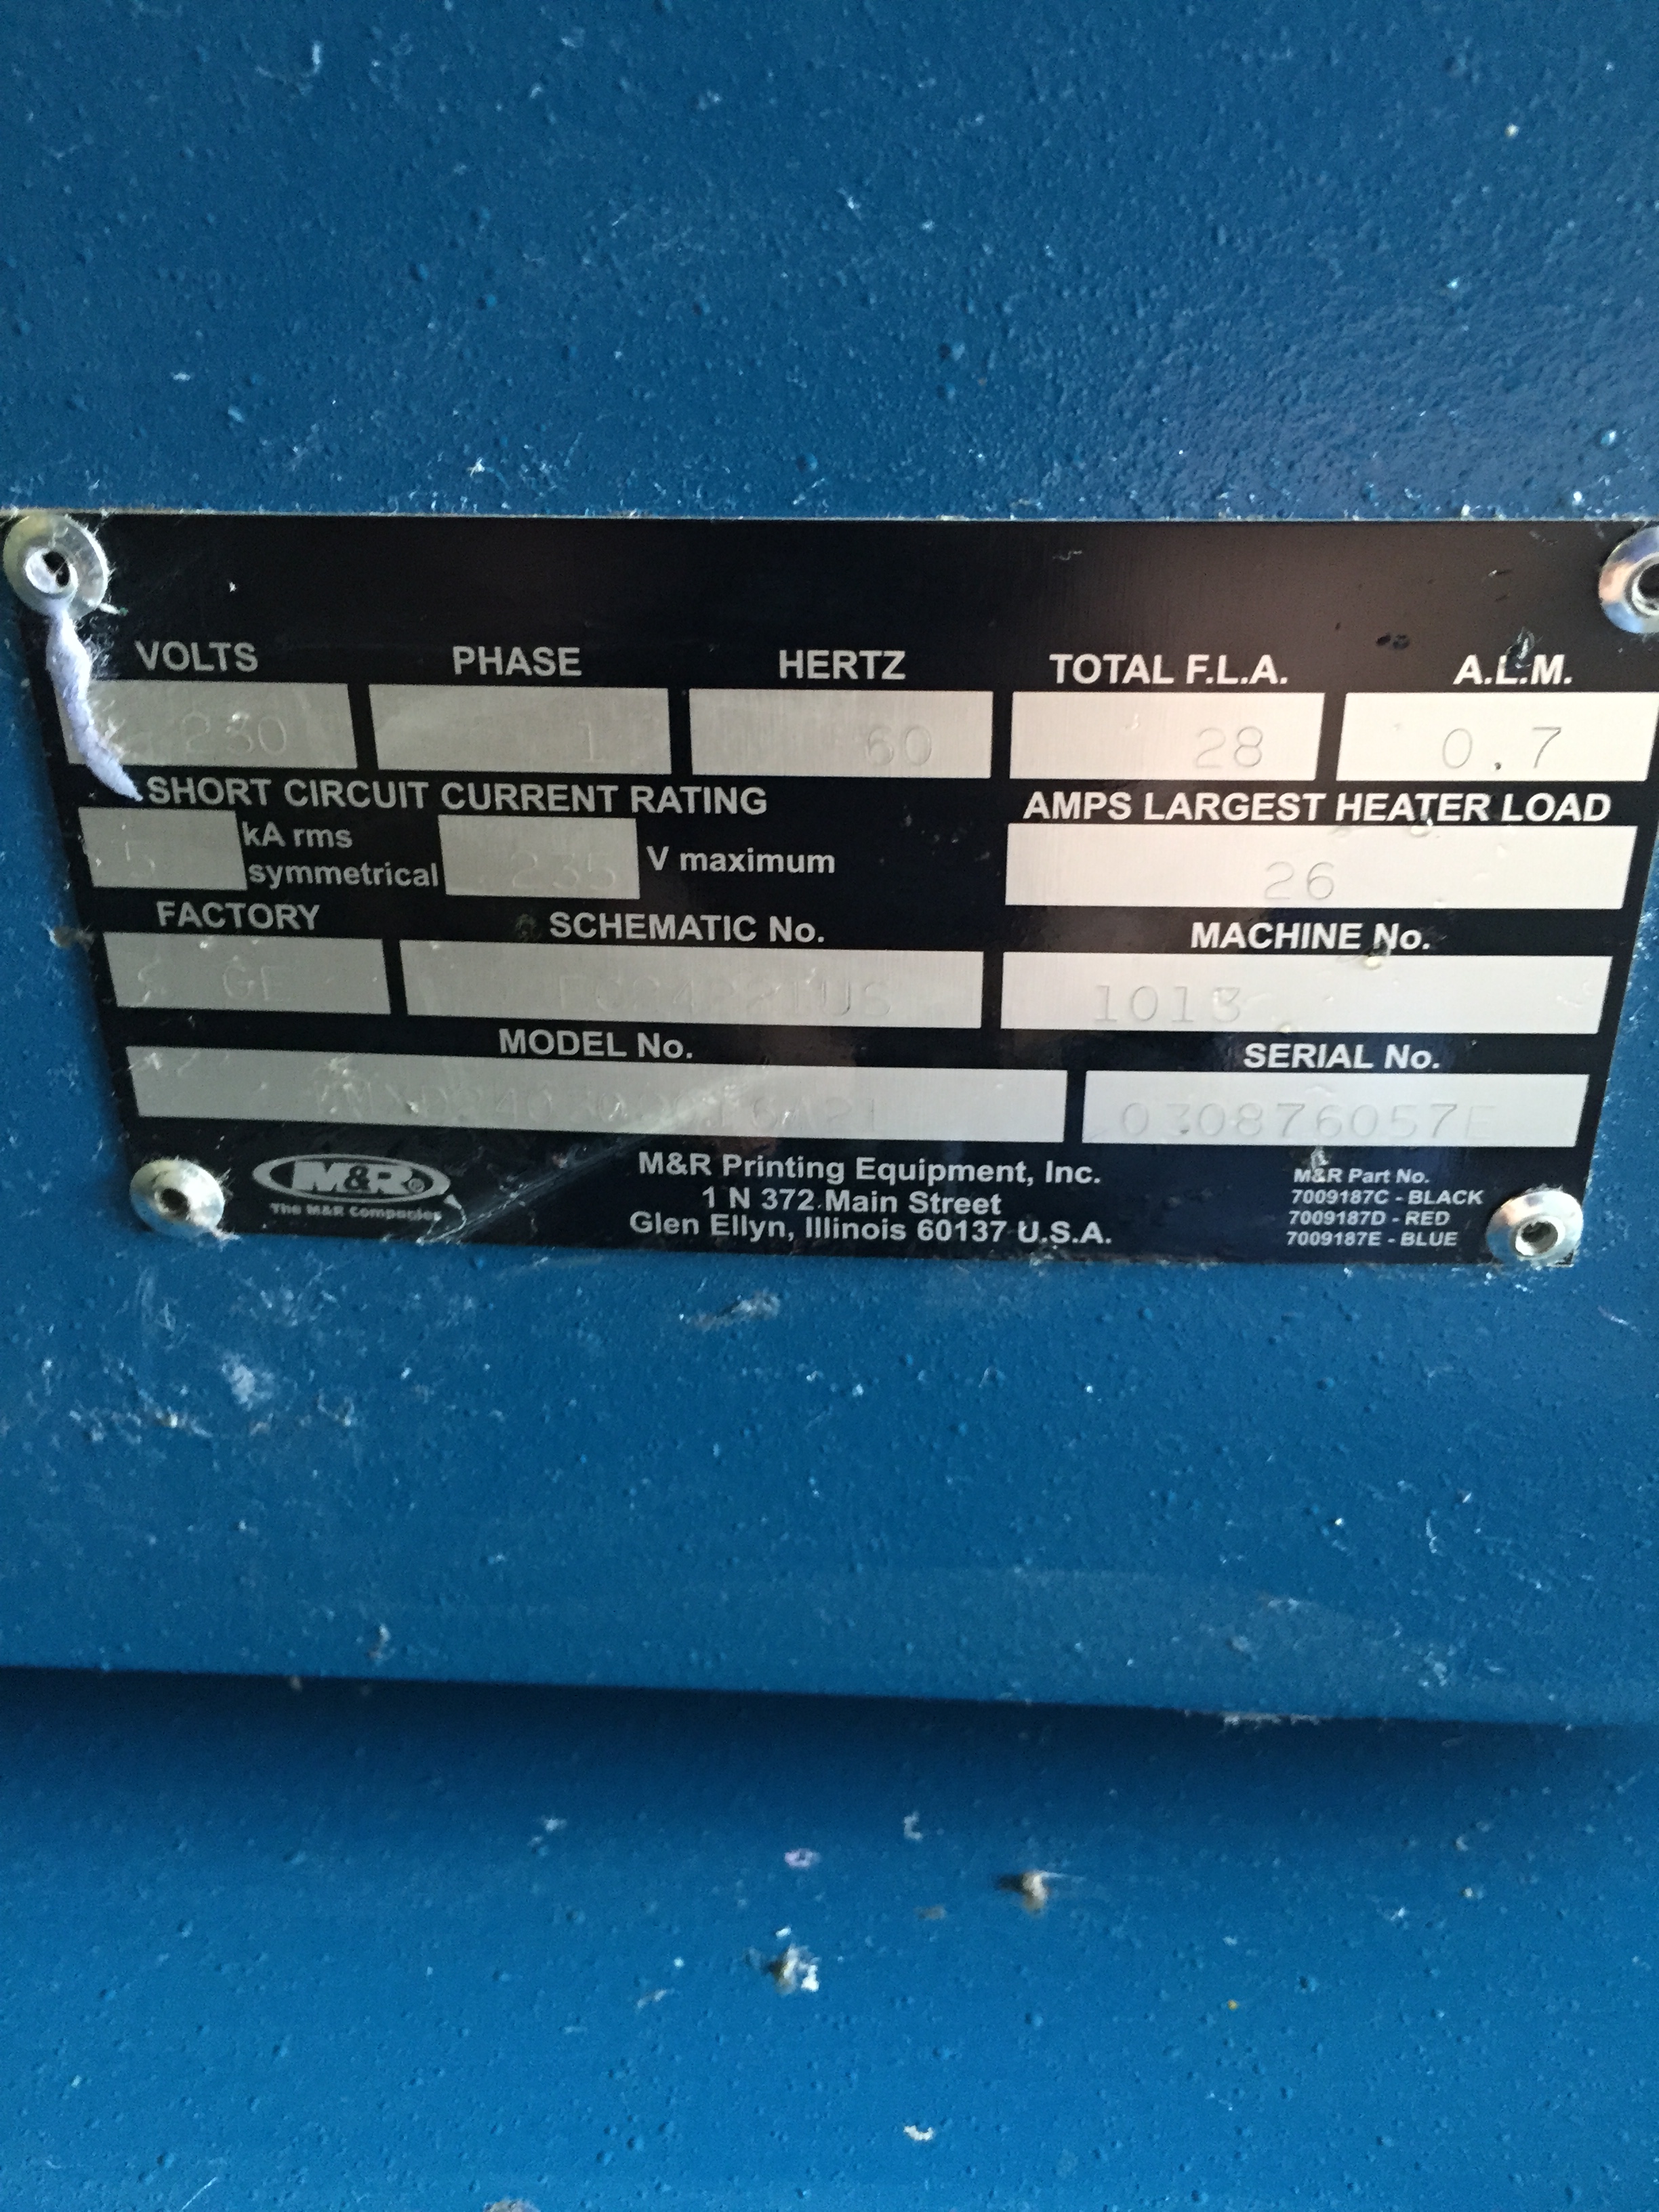 VOLTS PHASE HERTZ TOTAL F.L.A. A.L.M.
230 1 60 28 0.7
SHORT CIRCUIT CURRENT RATING AMPS LARGEST HEATER LOAD
5 kA rms symmetrical 235 V maximum 26
FACTORY SCHEMATIC No. MACHINE No.
GE 1013
MODEL No. SERIAL No.
030876057E
M&R®
The M&R Companies
M&R Printing Equipment, Inc.
1 N 372 Main Street
Glen Ellyn, Illinois 60137 U.S.A.
M&R Part No.
7009187C - BLACK
7009187D - RED
7009187E - BLUE